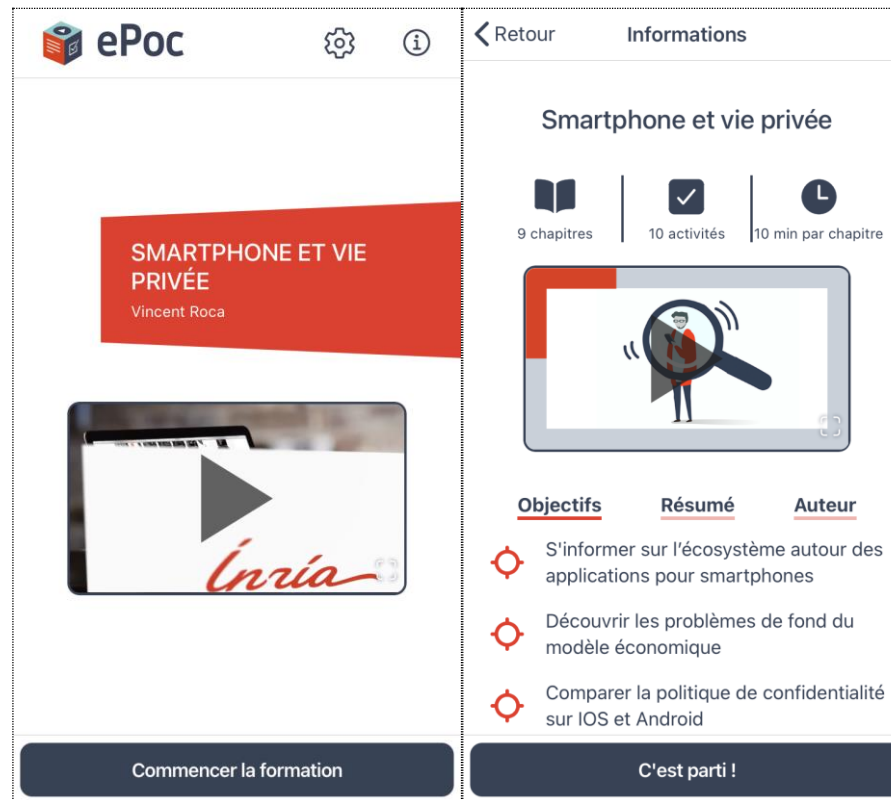 ePoc
SMARTPHONE ET VIE
PRIVÉE
Vincent Roca
Inría
Commencer la formation
Retour
Informations
Smartphone et vie privée
9 chapitres
10 activités
10 min par chapitre
Objectifs
Résumé
Auteur
S'informer sur l'écosystème autour des
applications pour smartphones
Découvrir les problèmes de fond du
modèle économique
Comparer la politique de confidentialité
sur IOS et Android
C'est parti !